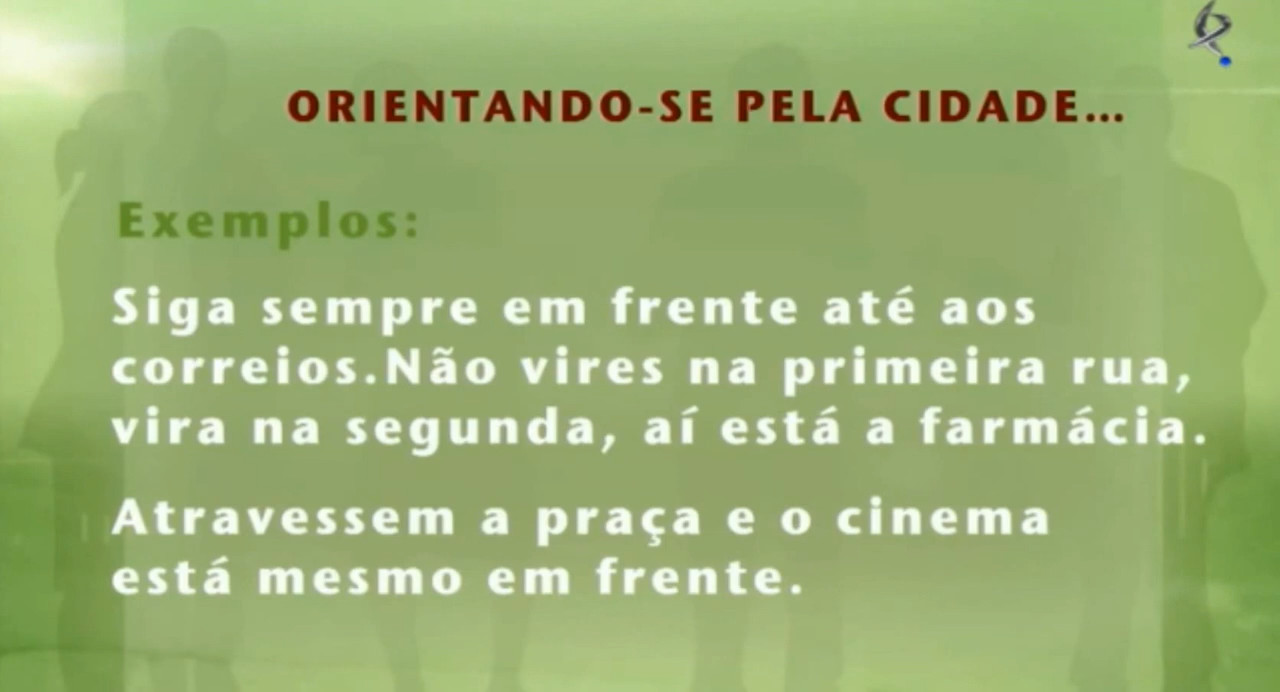 ORIENTANDO-SE PELA CIDADE...
Exemplos:
Siga sempre em frente até aos
correios.Não vires na primeira rua,
vira na segunda, aí está a farmácia.
Atravessem a praça e o cinema
está mesmo em frente.